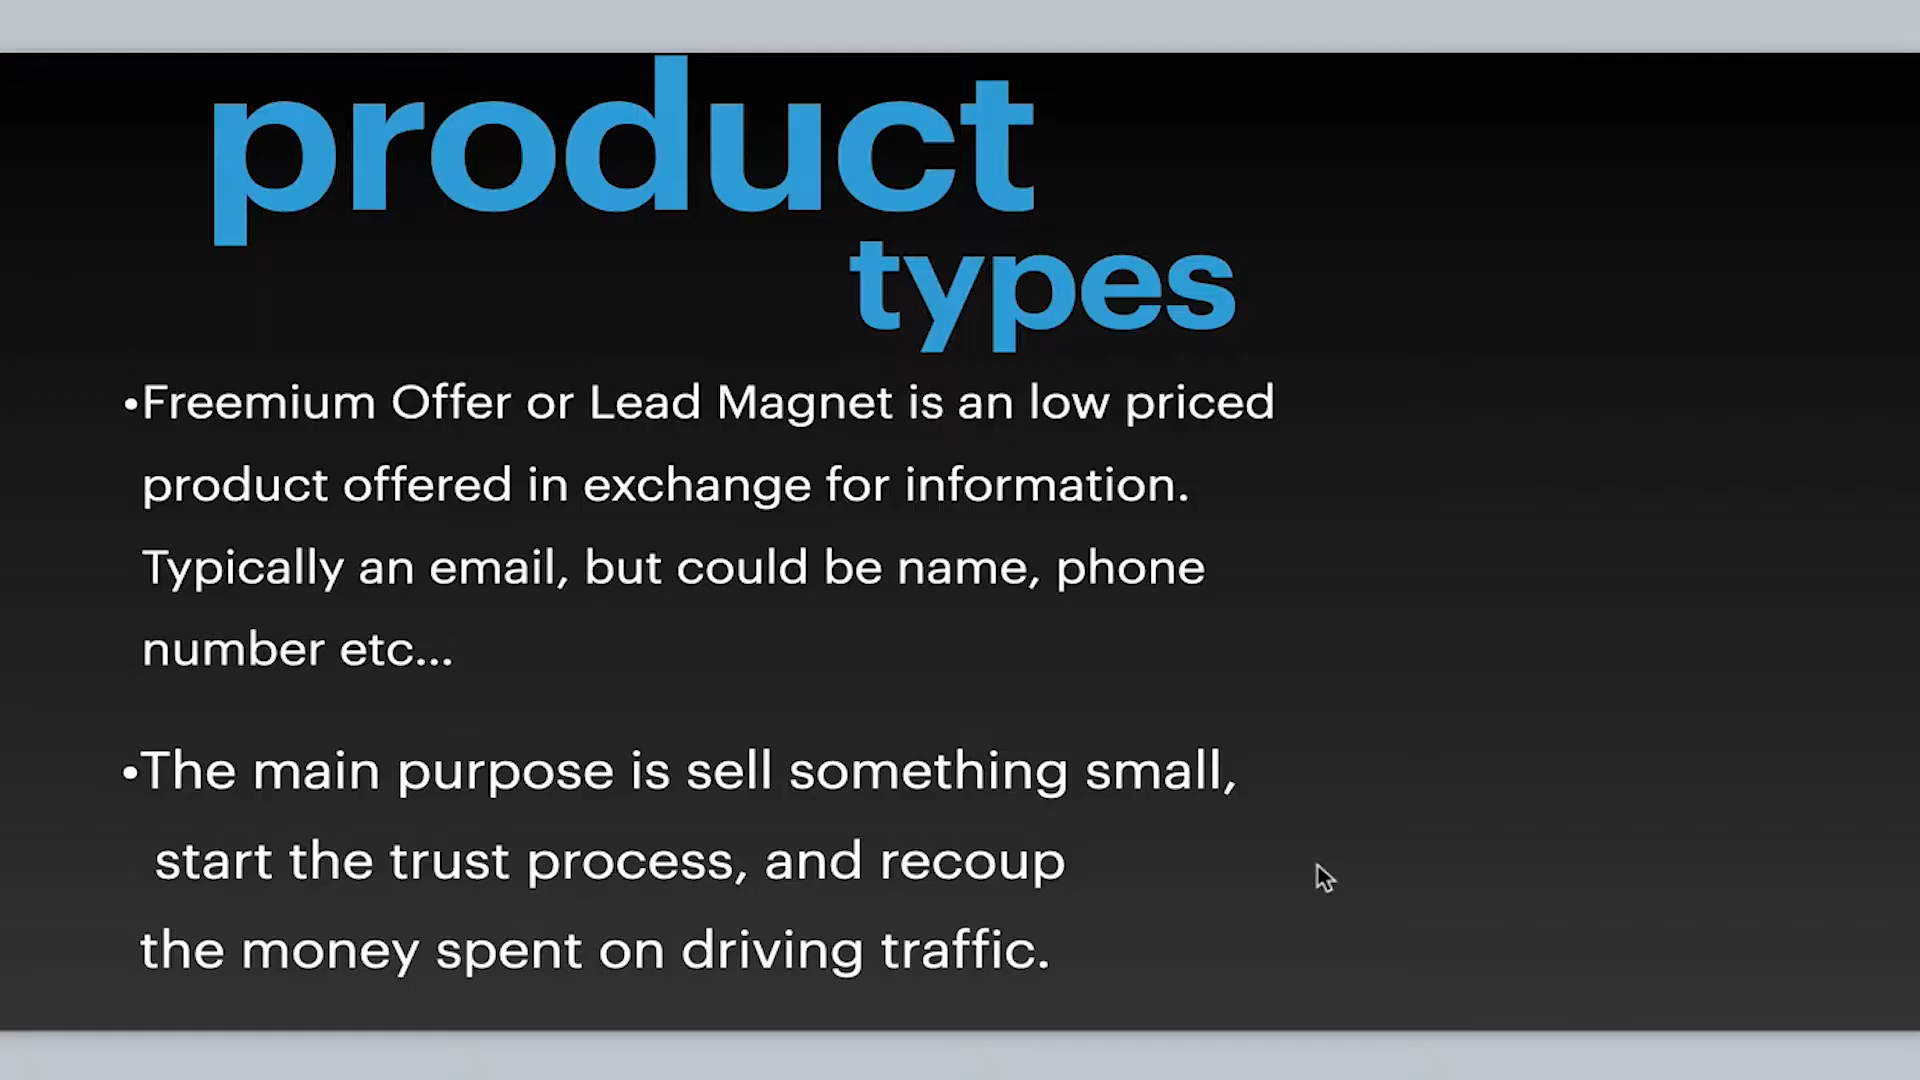 product
types
•Freemium Offer or Lead Magnet is an low priced
product offered in exchange for information.
Typically an email, but could be name, phone
number etc...
•The main purpose is sell something small,
start the trust process, and recoup
the money spent on driving traffic.